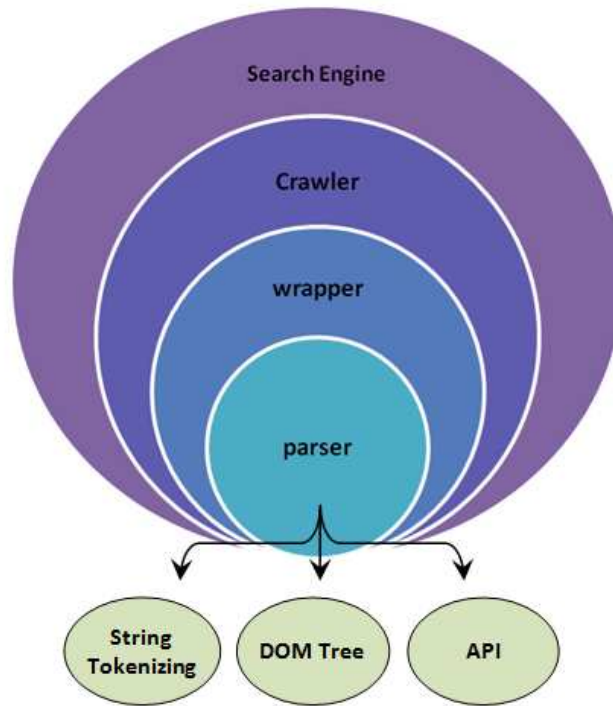 Search Engine
Crawler
wrapper
parser
String
Tokenizing
DOM Tree
API